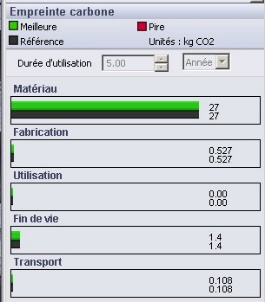 Empreinte carbone
Meilleure Pire
Référence Unités : kg CO2
Durée d'utilisation 5.00 Année
Matériau
27
27
Fabrication
0.527
0.527
Utilisation
0.00
0.00
Fin de vie
1.4
1.4
Transport
0.108
0.108